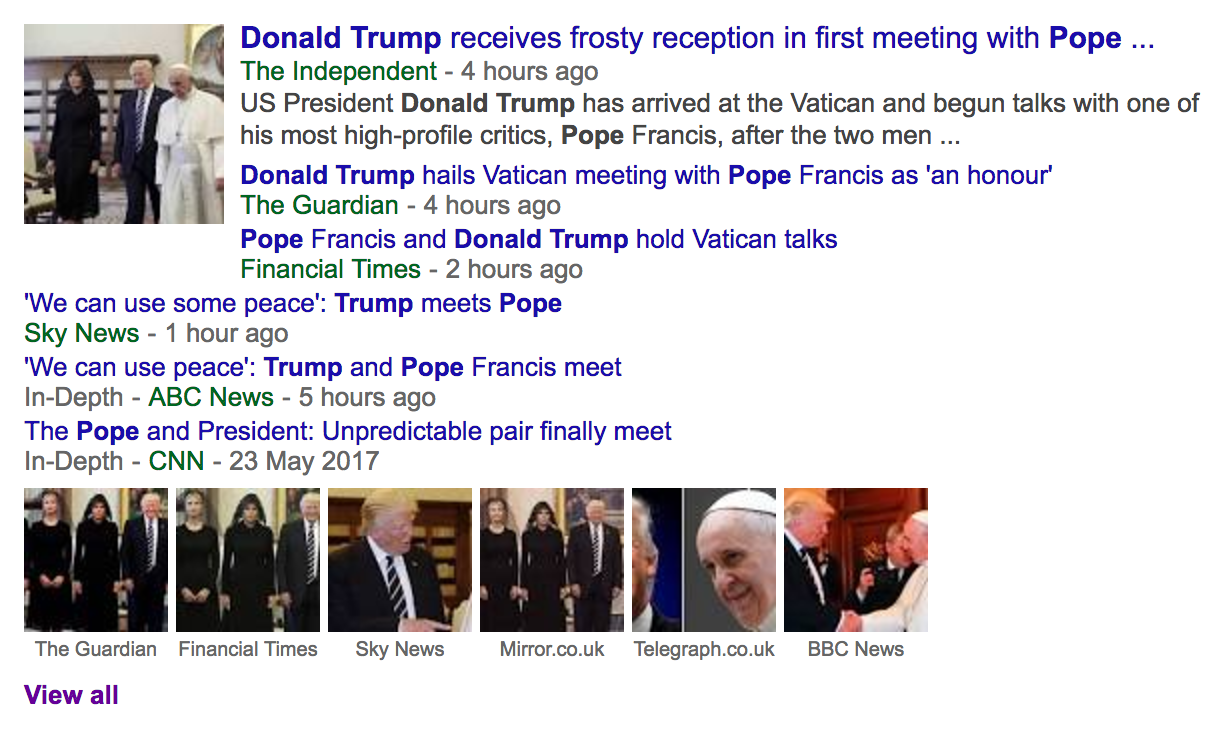 Donald Trump receives frosty reception in first meeting with Pope ...
The Independent - 4 hours ago
US President Donald Trump has arrived at the Vatican and begun talks with one of
his most high-profile critics, Pope Francis, after the two men ...
Donald Trump hails Vatican meeting with Pope Francis as 'an honour'
The Guardian - 4 hours ago
Pope Francis and Donald Trump hold Vatican talks
Financial Times - 2 hours ago
'We can use some peace': Trump meets Pope
Sky News - 1 hour ago
'We can use peace': Trump and Pope Francis meet
In-Depth - ABC News - 5 hours ago
The Pope and President: Unpredictable pair finally meet
In-Depth - CNN - 23 May 2017
The Guardian Financial Times Sky News Mirror.co.uk Telegraph.co.uk BBC News
View all